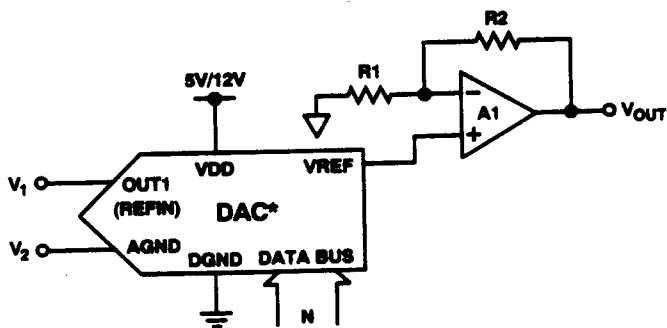 R2
R1
5V/12V
A1
−
+
VOUT
VDD
VREF
V1
OUT1
(REFIN)
DAC*
V2
AGND
DGND
DATA BUS
N